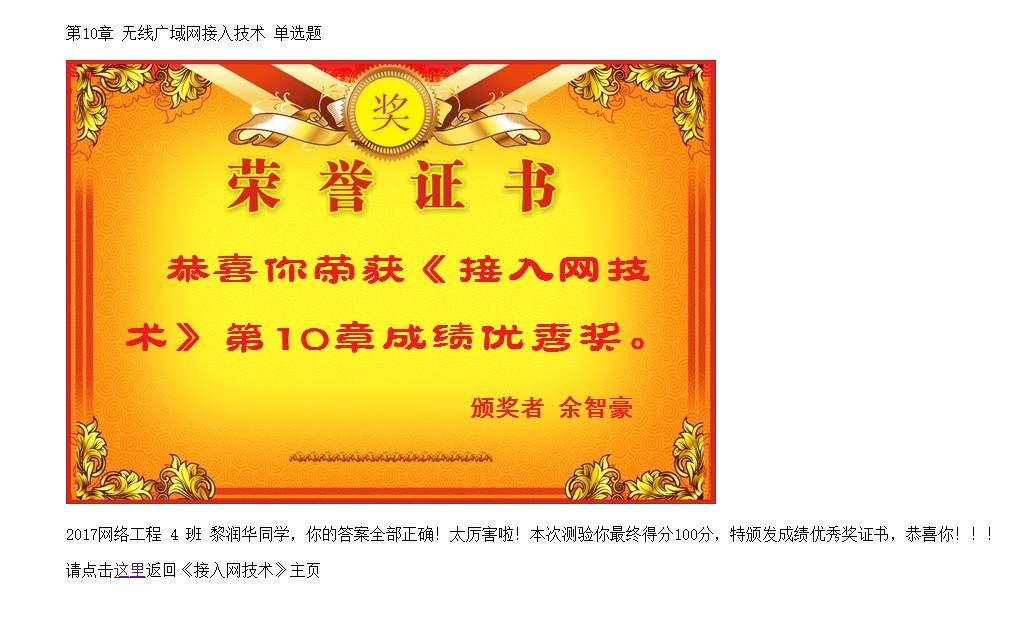 第10章 无线广域网接入技术 单选题
奖
荣誉证书
恭喜你荣获《接入网技
术》第10章成绩优秀奖。
颁奖者 余智豪
2017网络工程 4 班 黎润华同学，你的答案全部正确！太厉害啦！本次测验你最终得分100分，特颁发成绩优秀奖证书，恭喜你！！！
请点击这里返回《接入网技术》主页